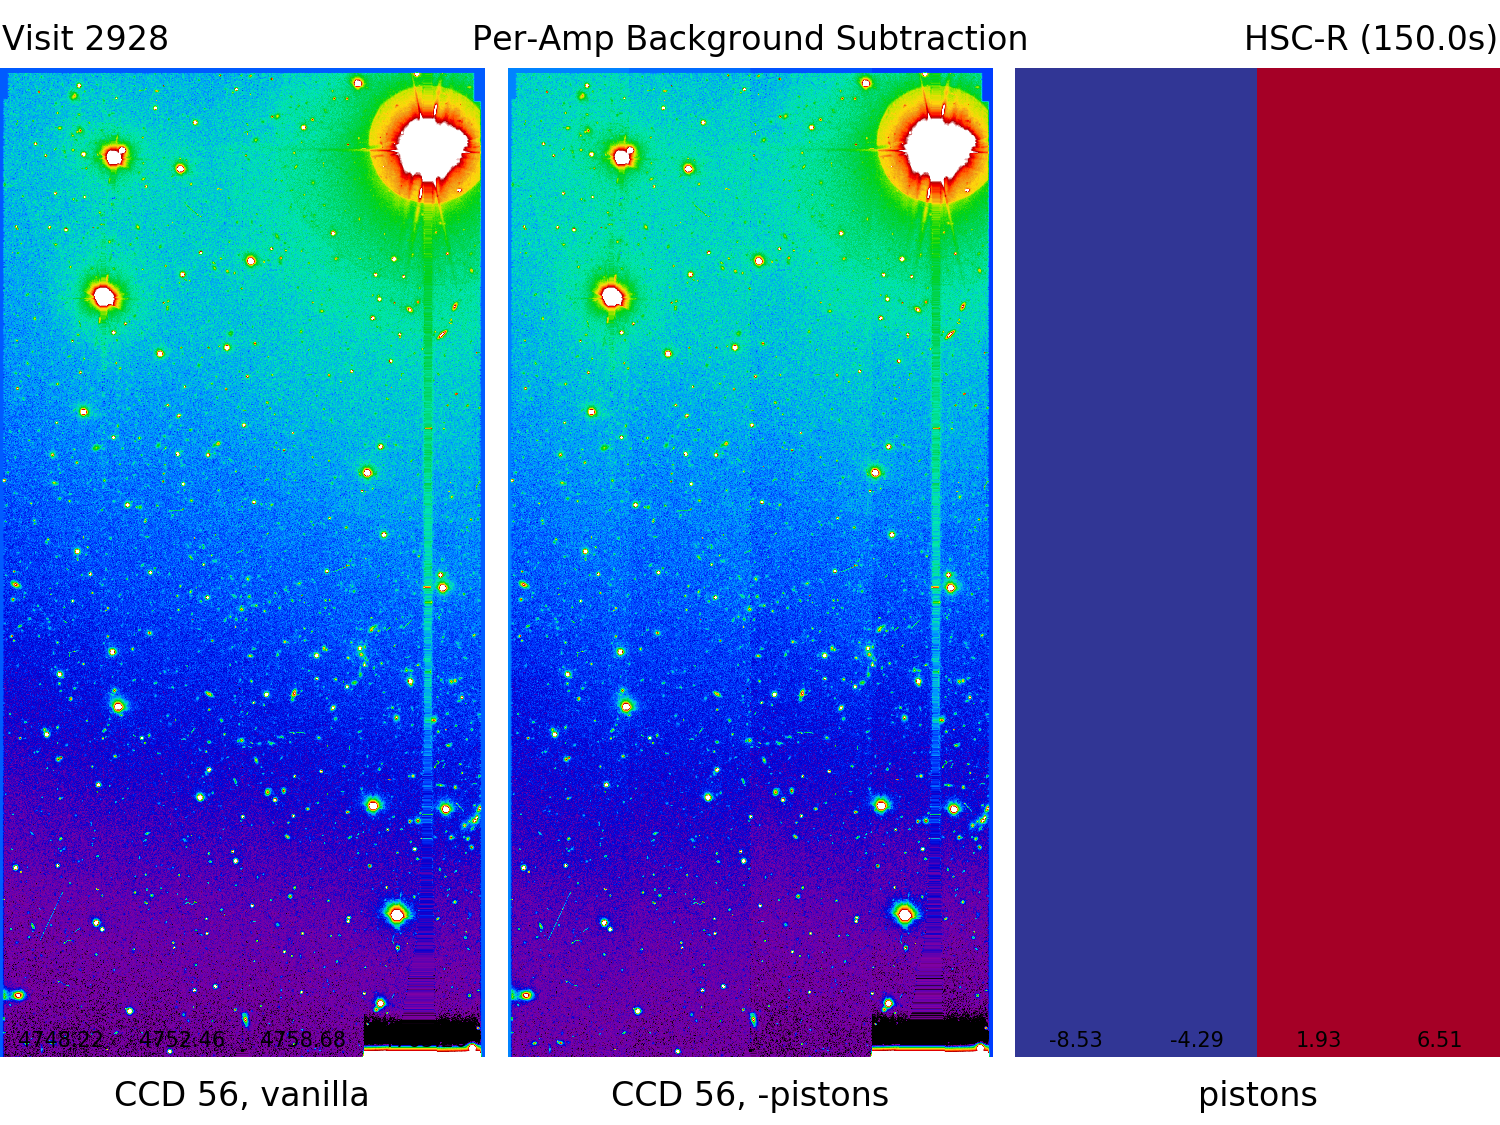 Visit 2928 Per-Amp Background Subtraction HSC-R (150.0s)
4748.22 4752.46 4758.68 -8.53 -4.29 1.93 6.51
CCD 56, vanilla CCD 56, -pistons pistons